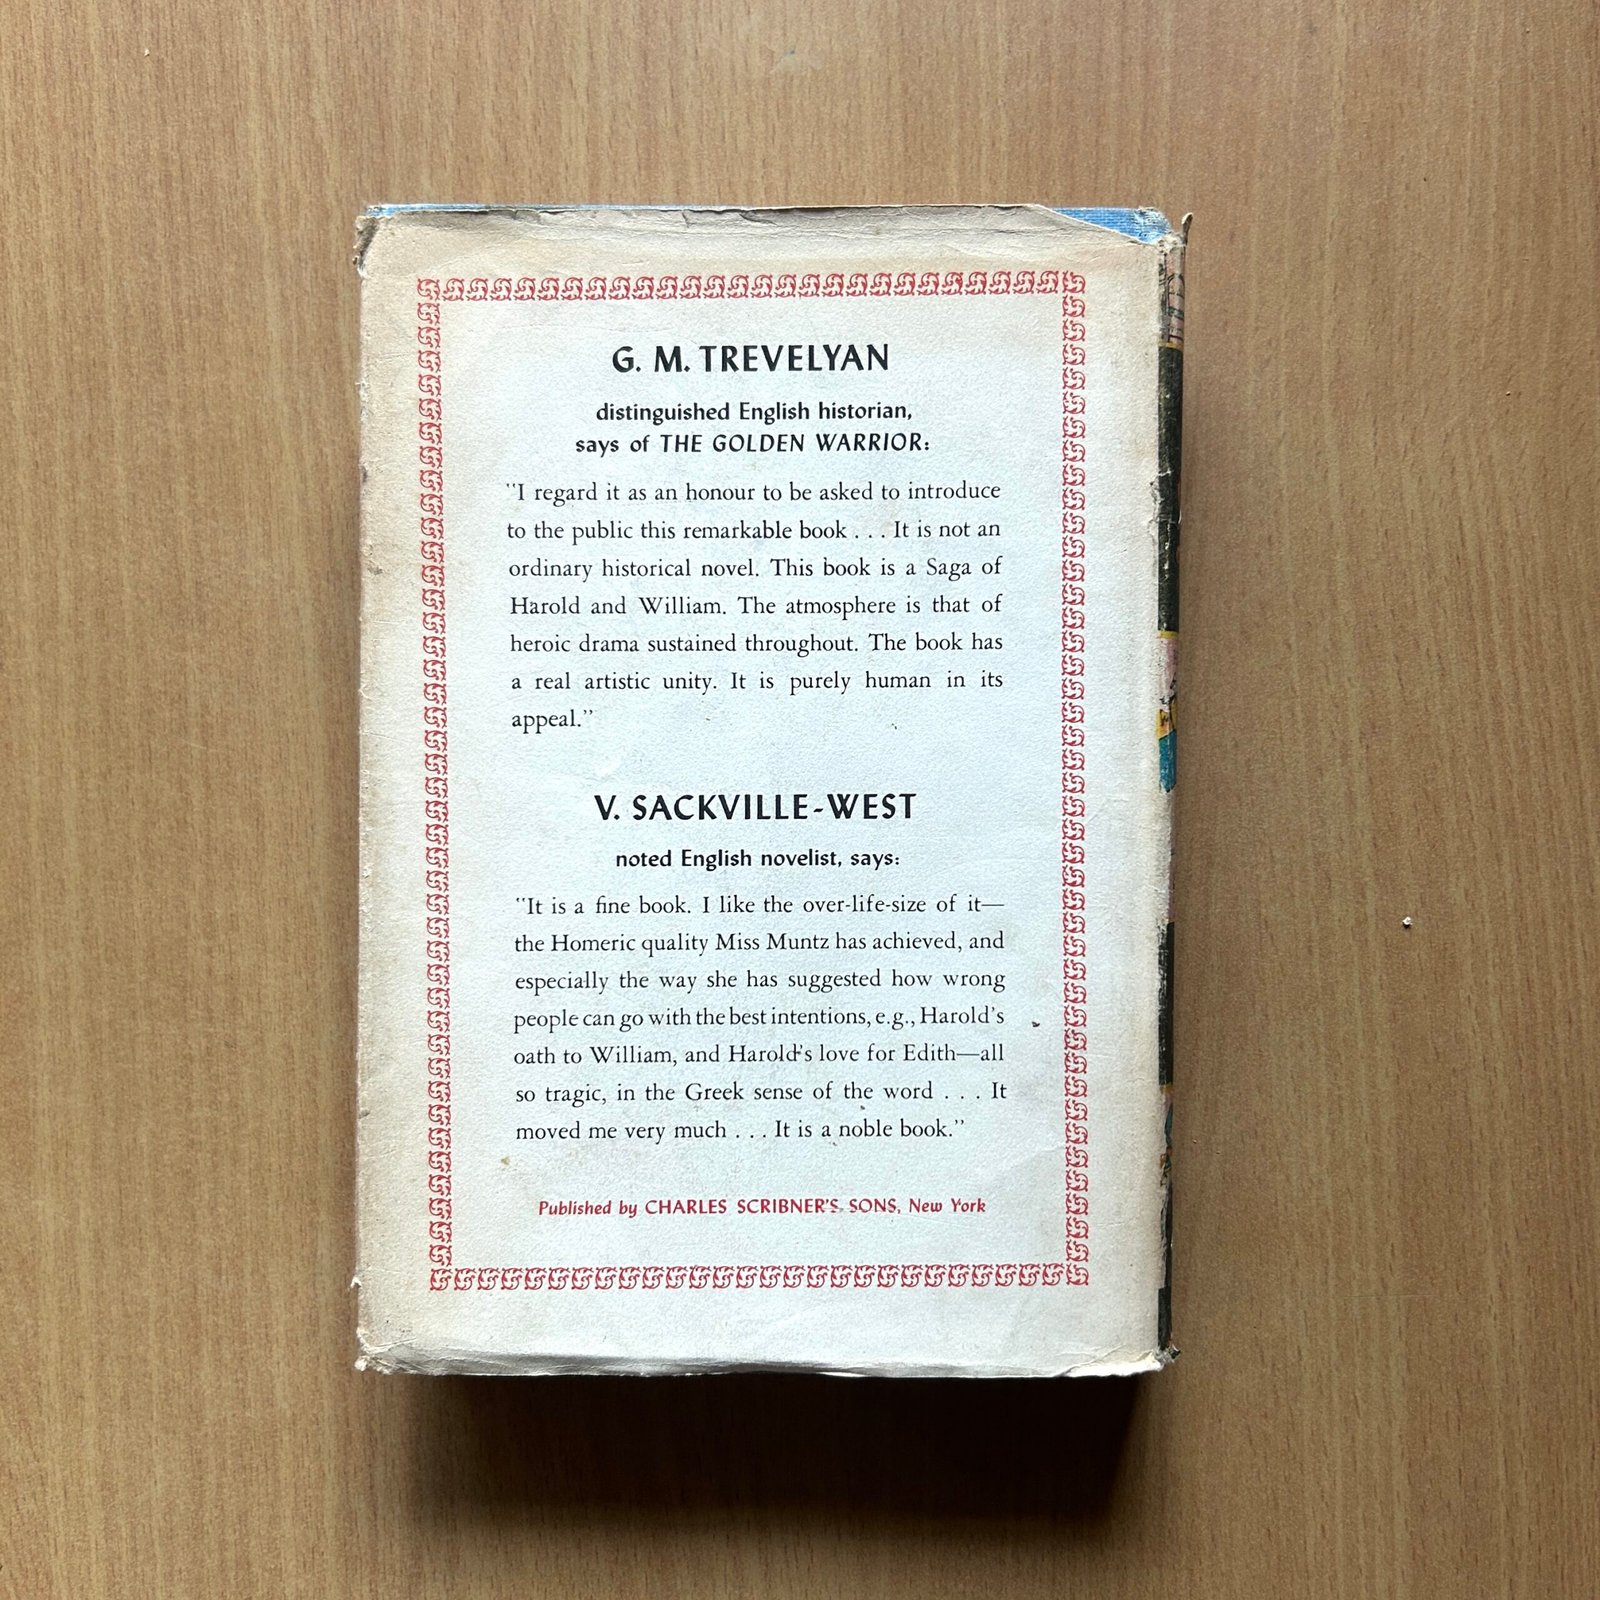 G. M. TREVELYAN
distinguished English historian,
says of THE GOLDEN WARRIOR:
"I regard it as an honour to be asked to introduce
to the public this remarkable book . . . It is not an
ordinary historical novel. This book is a Saga of
Harold and William. The atmosphere is that of
heroic drama sustained throughout. The book has
a real artistic unity. It is purely human in its
appeal."
V. SACKVILLE-WEST
noted English novelist, says:
"It is a fine book. I like the over-life-size of it—
the Homeric quality Miss Muntz has achieved, and
especially the way she has suggested how wrong
people can go with the best intentions, e.g., Harold's
oath to William, and Harold's love for Edith—all
so tragic, in the Greek sense of the word . . . It
moved me very much . . . It is a noble book."
Published by CHARLES SCRIBNER'S SONS, New York